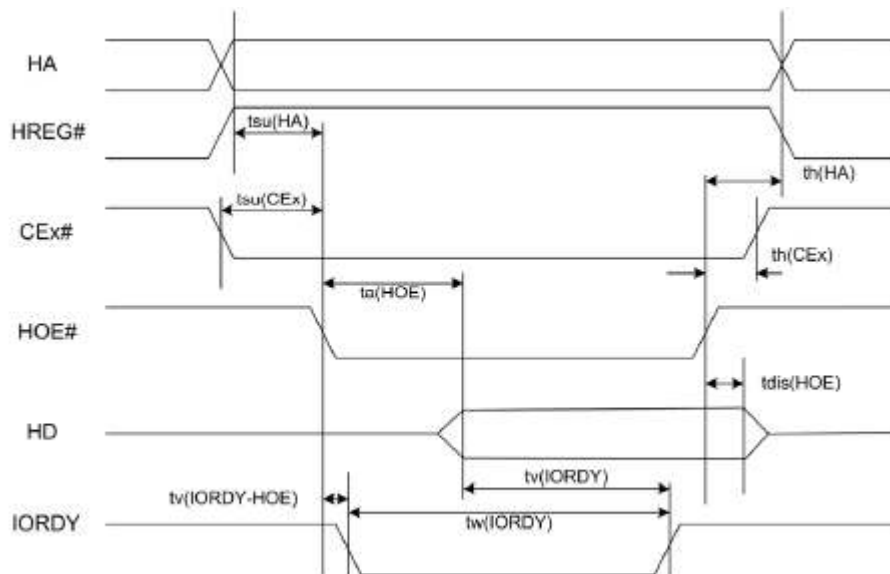 HA
HREG#
tsu(HA)
th(HA)
tsu(CEx)
CEx#
th(CEx)
ta(HOE)
HOE#
tdis(HOE)
HD
tv(IORDY)
tv(IORDY-HOE)
tw(IORDY)
IORDY